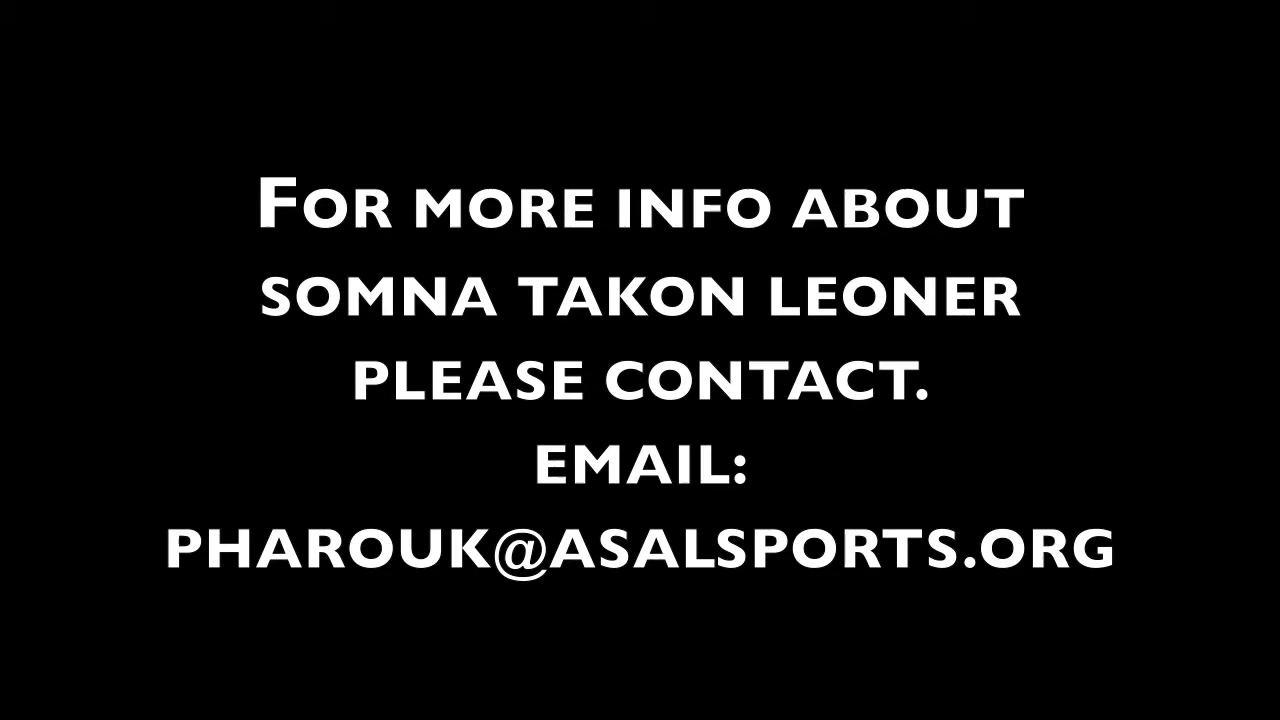 For more info about
somna takon leoner
please contact.
email:
pharouk@asalsports.org